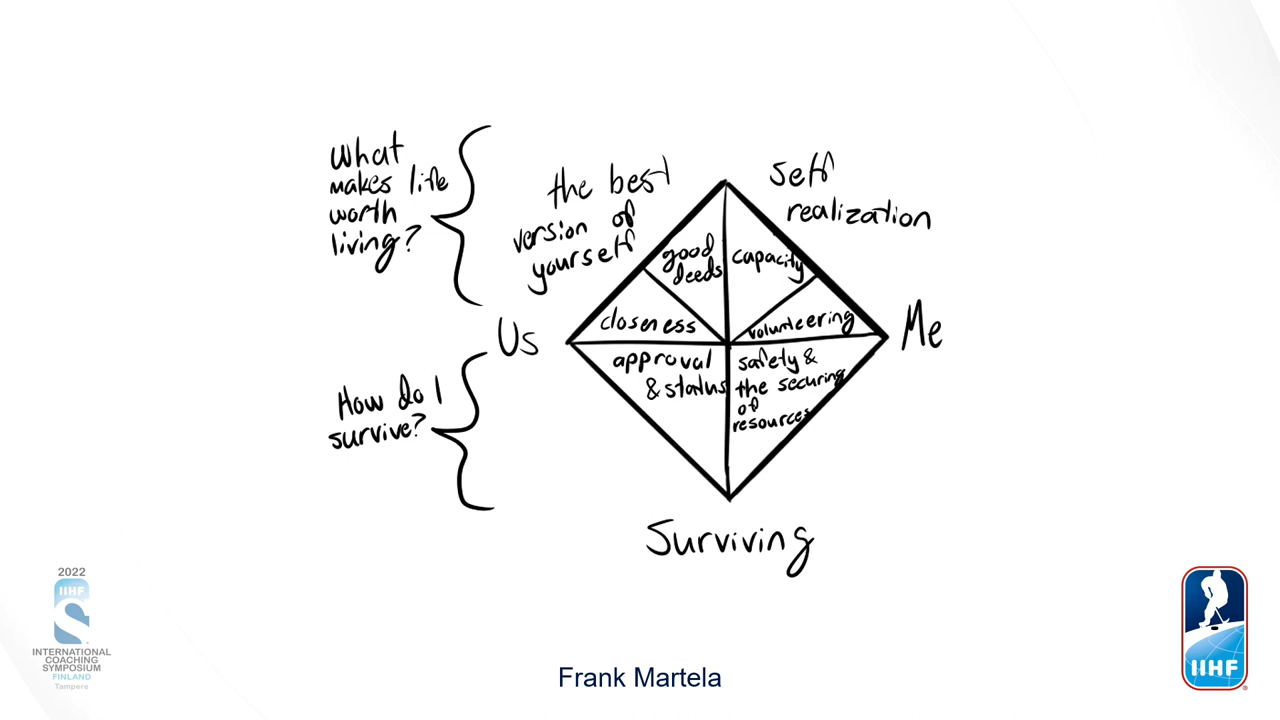 What
makes life
worth
living?
the best
version of
yourself
self
realization
good
deeds
capacity
closeness
volunteering
Us
Me
approval
& status
safety &
the securing
of
resources
How do I
survive?
Surviving
2022
IIHF
S
INTERNATIONAL
COACHING
SYMPOSIUM
FINLAND
Tampere
Frank Martela
IIHF